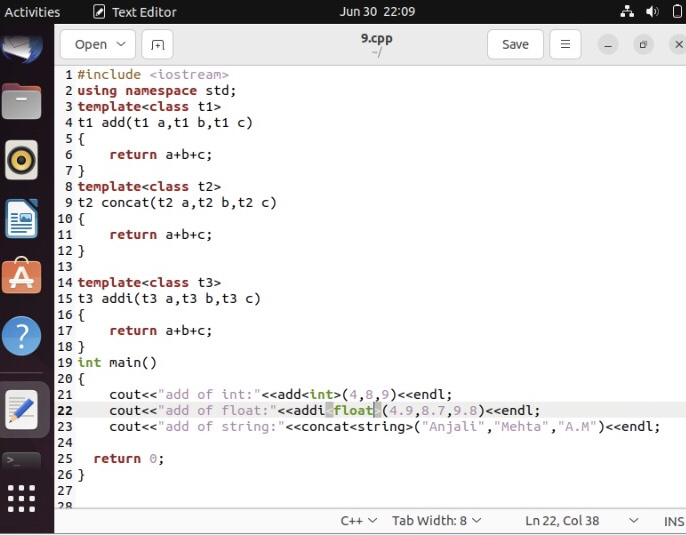 Activities Text Editor Jun 30 22:09
Open 9.cpp Save
~/
1 #include <iostream>
2 using namespace std;
3 template<class t1>
4 t1 add(t1 a,t1 b,t1 c)
5 {
6     return a+b+c;
7 }
8 template<class t2>
9 t2 concat(t2 a,t2 b,t2 c)
10 {
11     return a+b+c;
12 }
13
14 template<class t3>
15 t3 addi(t3 a,t3 b,t3 c)
16 {
17     return a+b+c;
18 }
19 int main()
20 {
21     cout<<"add of int:"<<add<int>(4,8,9)<<endl;
22     cout<<"add of float:"<<addi<float>(4.9,8.7,9.8)<<endl;
23     cout<<"add of string:"<<concat<string>("Anjali","Mehta","A.M")<<endl;
24
25   return 0;
26 }
27
28
C++ Tab Width: 8 Ln 22, Col 38 INS